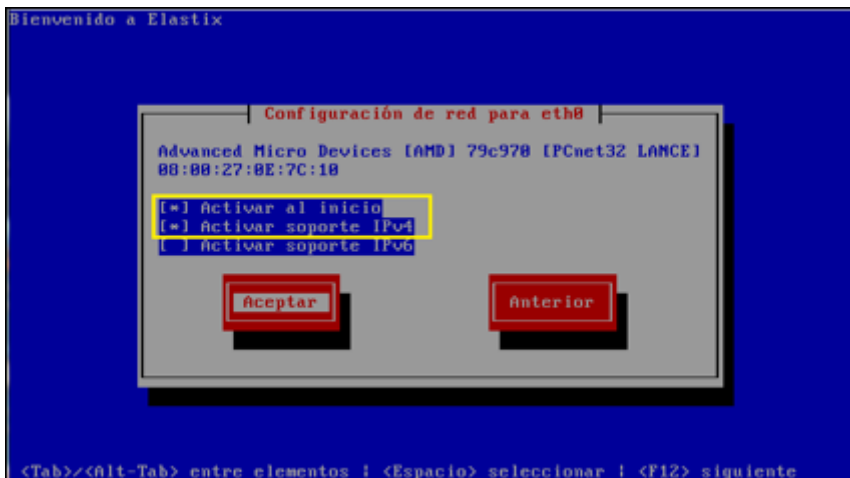 Bienvenido a Elastix
Configuración de red para eth0
Advanced Micro Devices [AMD] 79c970 [PCnet32 LANCE]
08:00:27:0E:7C:10
[*] Activar al inicio
[*] Activar soporte IPv4
[ ] Activar soporte IPv6
Aceptar
Anterior
<Tab>/<Alt-Tab> entre elementos | <Espacio> seleccionar | <F12> siguiente